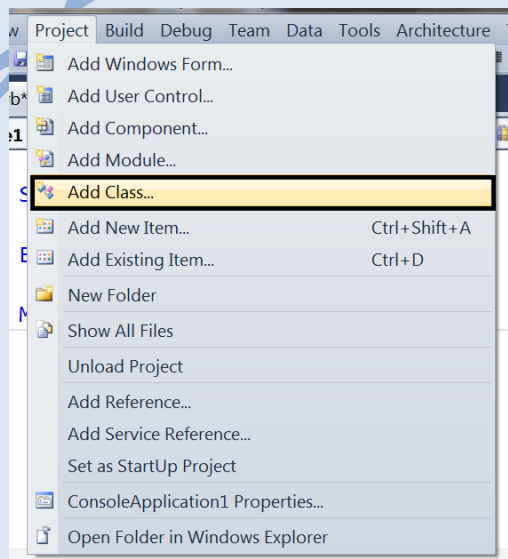 w Project Build Debug Team Data Tools Architecture
b*
e1
Add Windows Form...
Add User Control...
Add Component...
Add Module...
S
Add Class...
Add New Item... Ctrl+Shift+A
E
Add Existing Item... Ctrl+D
New Folder
M
Show All Files
Unload Project
Add Reference...
Add Service Reference...
Set as StartUp Project
ConsoleApplication1 Properties...
Open Folder in Windows Explorer